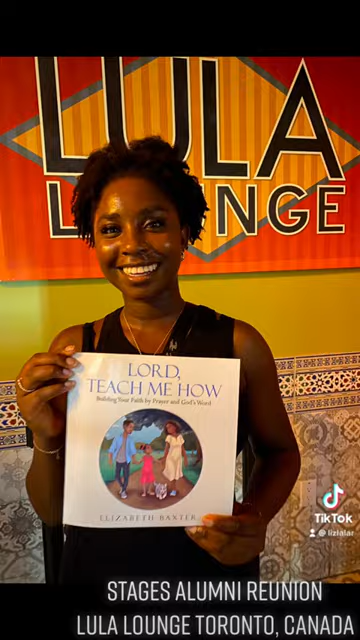 LULA
LOUNGE
LORD,
TEACH ME HOW
Building Your Faith by Prayer and God's Word
ELIZABETH BAXTER
TikTok
@ lizlalar
STAGES ALUMNI REUNION
LULA LOUNGE TORONTO, CANADA